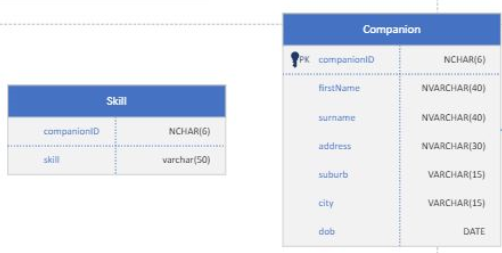 Companion
PK companionID NCHAR(6)
firstName NVARCHAR(40)
surname NVARCHAR(40)
address NVARCHAR(30)
suburb VARCHAR(15)
city VARCHAR(15)
dob DATE
Skill
companionID NCHAR(6)
skill varchar(50)